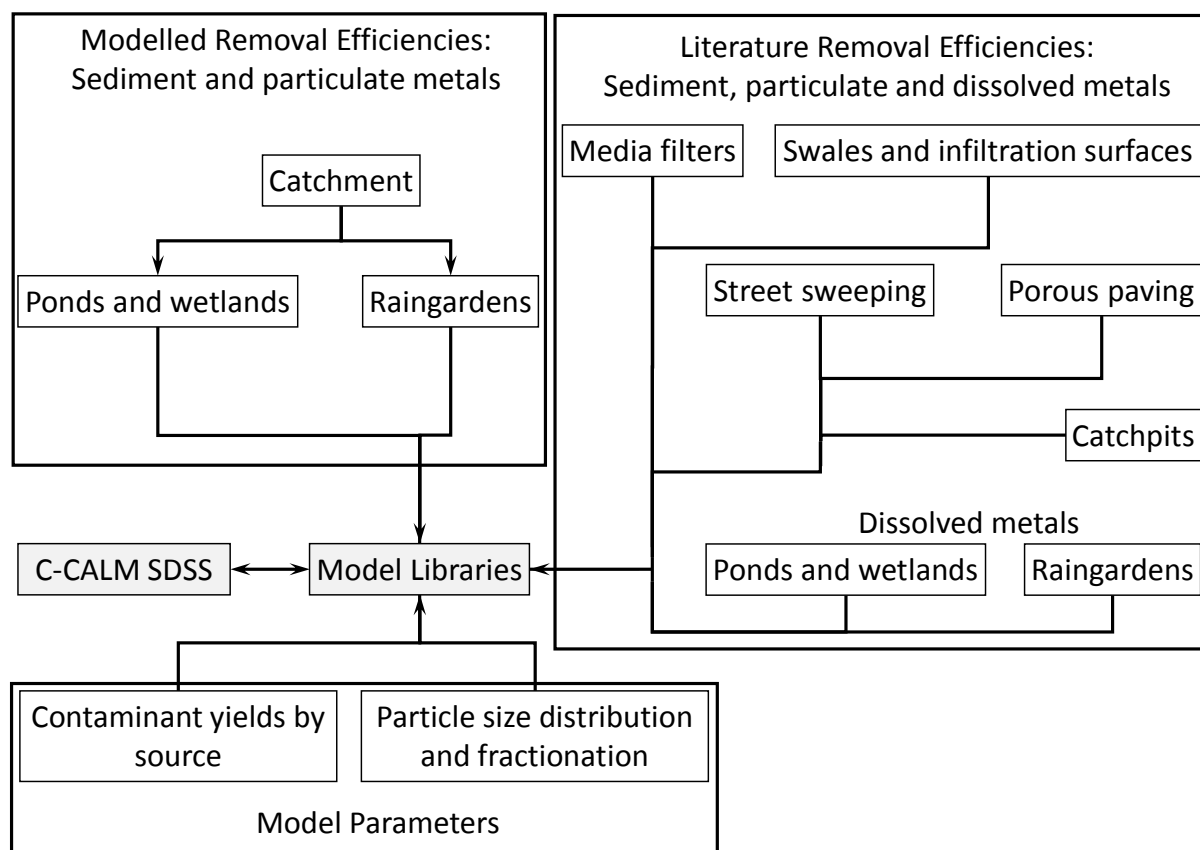 Modelled Removal Efficiencies:
Sediment and particulate metals
Catchment
Ponds and wetlands
Raingardens
Literature Removal Efficiencies:
Sediment, particulate and dissolved metals
Media filters
Swales and infiltration surfaces
Street sweeping
Porous paving
Catchpits
Dissolved metals
Ponds and wetlands
Raingardens
C-CALM SDSS
Model Libraries
Contaminant yields by
source
Particle size distribution
and fractionation
Model Parameters